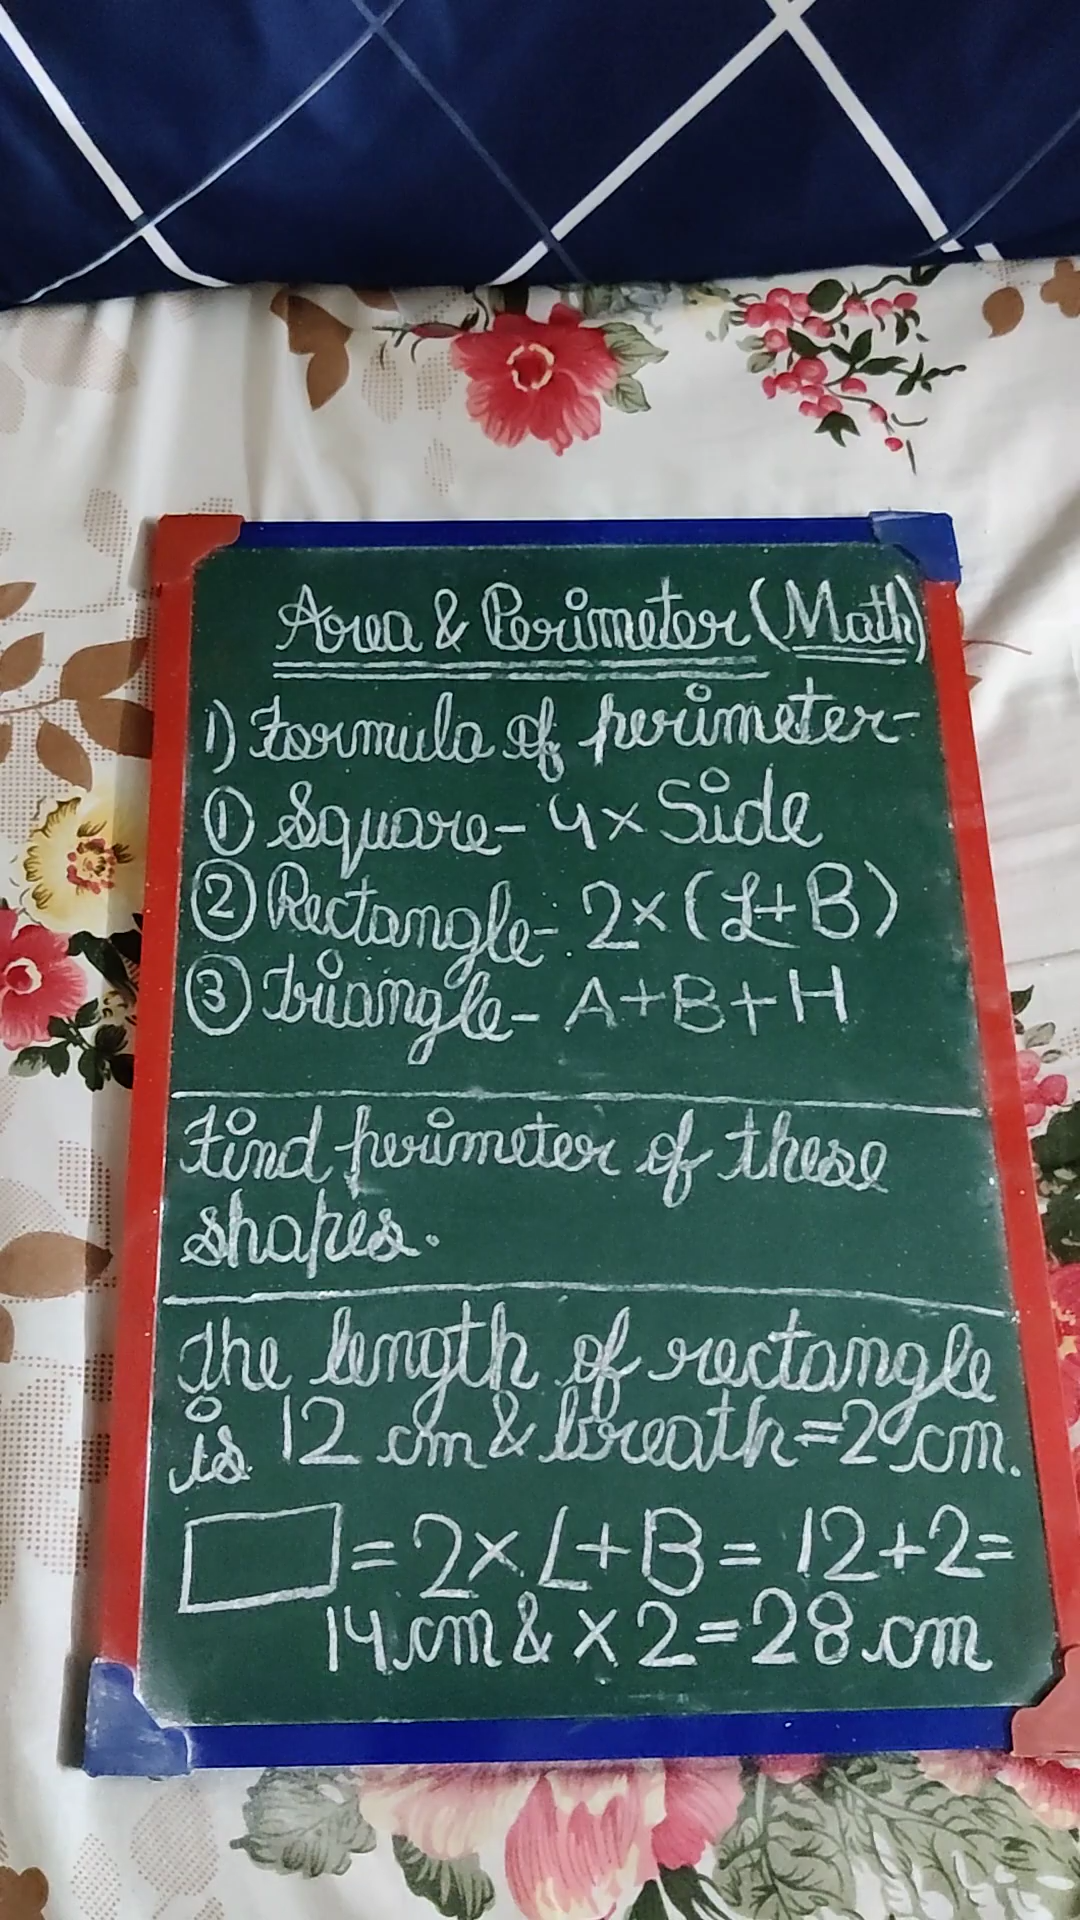 Area & Perimeter (Math)
1) Formula of perimeter-
① Square- 4× Side
② Rectangle- 2×(L+B)
③ Triangle- A+B+H
Find perimeter of these
shapes.
The length of rectangle
is 12 cm & breath=2 cm.
= 2× L+B = 12+2=
14 cm & ×2=28 cm